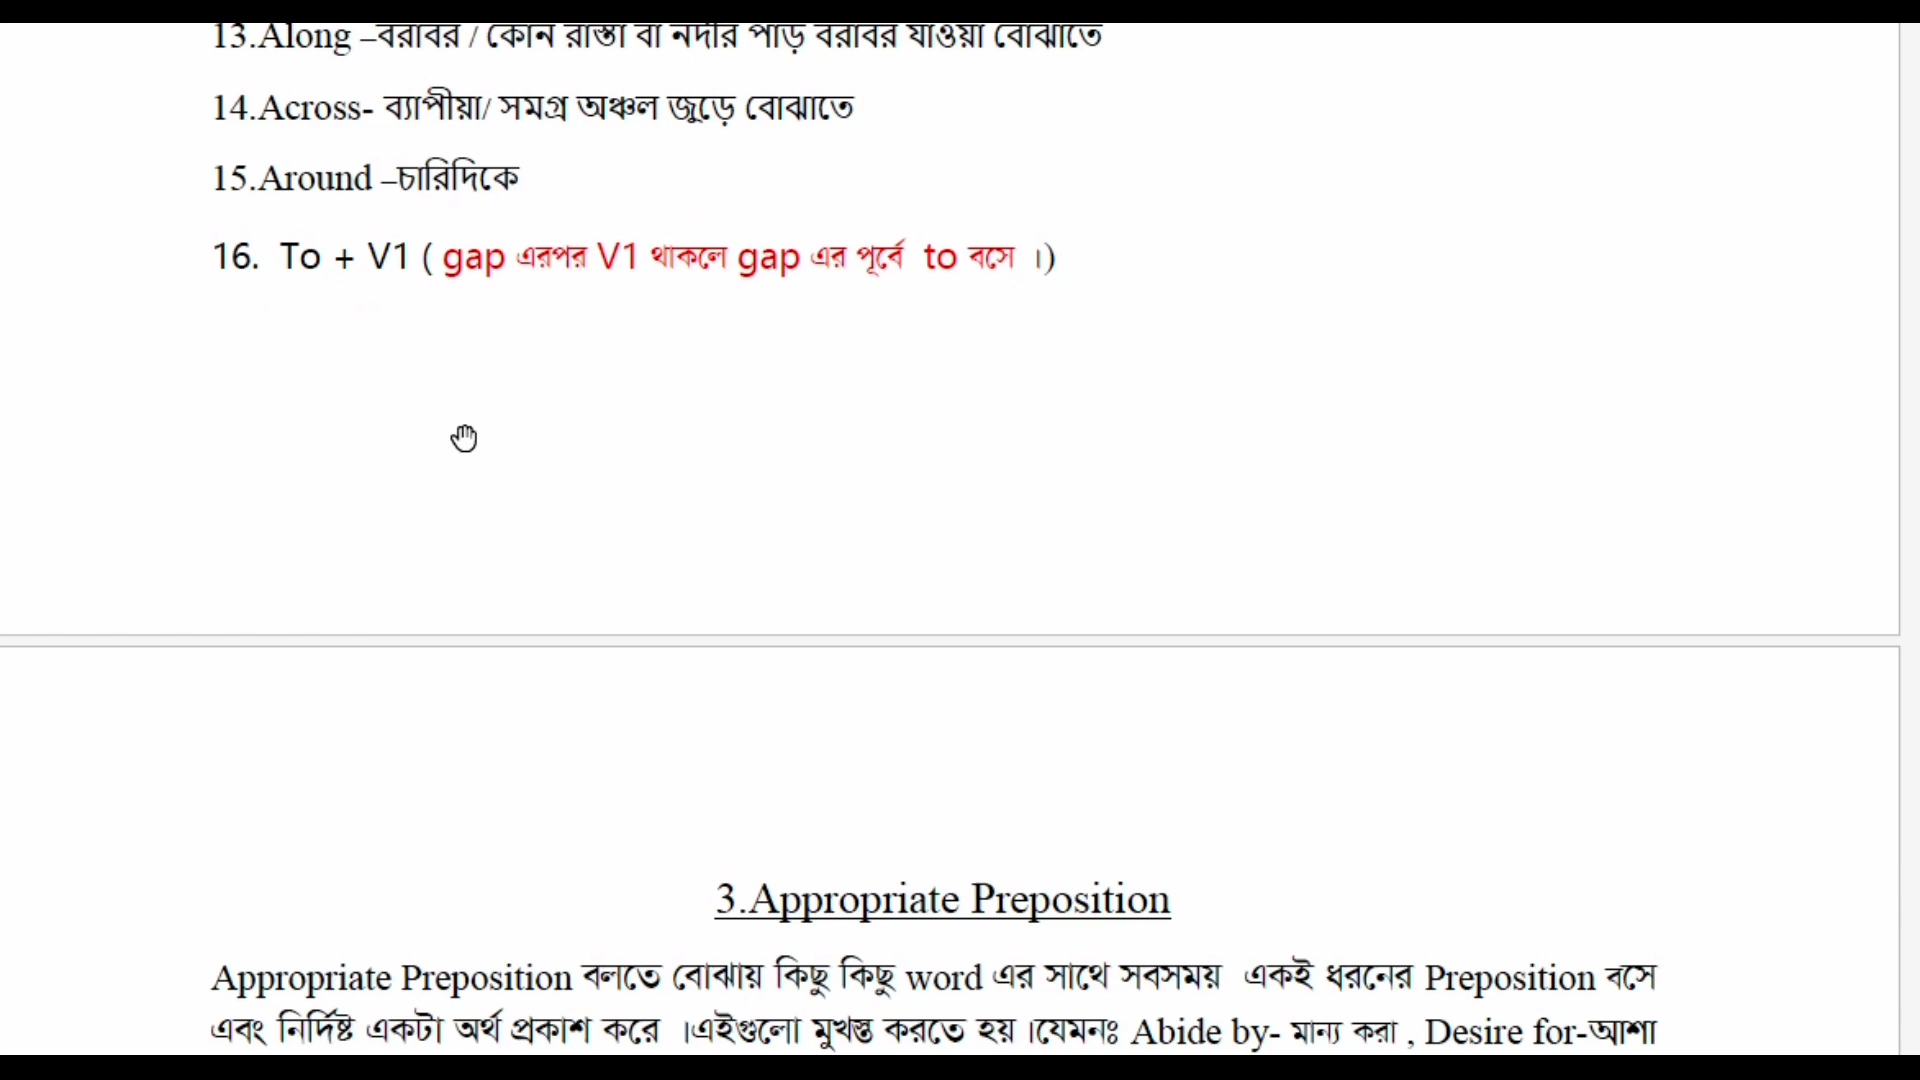 13.Along –বরাবর / কোন রাস্তা বা নদীর পাড় বরাবর যাওয়া বোঝাতে
14.Across- ব্যাপীয়া/ সমগ্র অঞ্চল জুড়ে বোঝাতে
15.Around –চারিদিকে
16. To + V1 ( gap এরপর V1 থাকলে gap এর পূর্বে to বসে ।)
3.Appropriate Preposition
Appropriate Preposition বলতে বোঝায় কিছু কিছু word এর সাথে সবসময় একই ধরনের Preposition বসে
এবং নির্দিষ্ট একটা অর্থ প্রকাশ করে ।এইগুলো মুখস্ত করতে হয় ।যেমনঃ Abide by- মান্য করা , Desire for-আশা